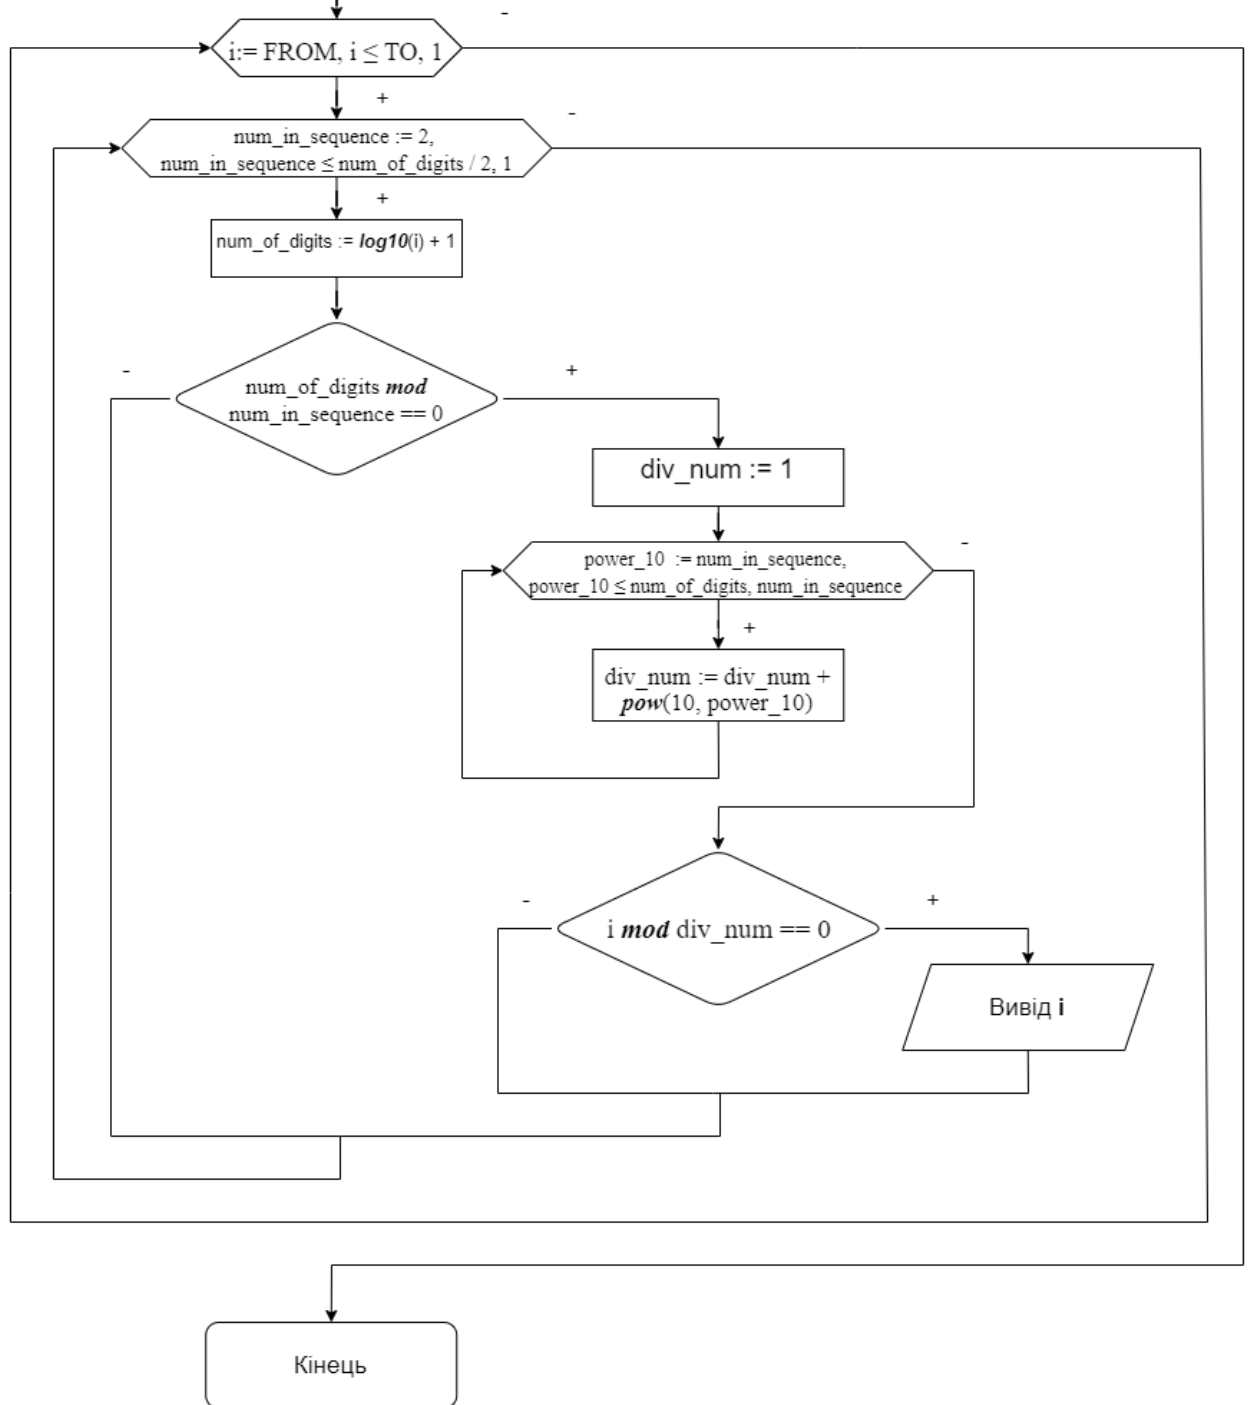 -
i:= FROM, i ≤ TO, 1
+
-
num_in_sequence := 2,
num_in_sequence ≤ num_of_digits / 2, 1
+
num_of_digits := log10(i) + 1
-
+
num_of_digits mod
num_in_sequence == 0
div_num := 1
-
power_10 := num_in_sequence,
power_10 ≤ num_of_digits, num_in_sequence
+
div_num := div_num +
pow(10, power_10)
-
+
i mod div_num == 0
Вивід i
Кінець